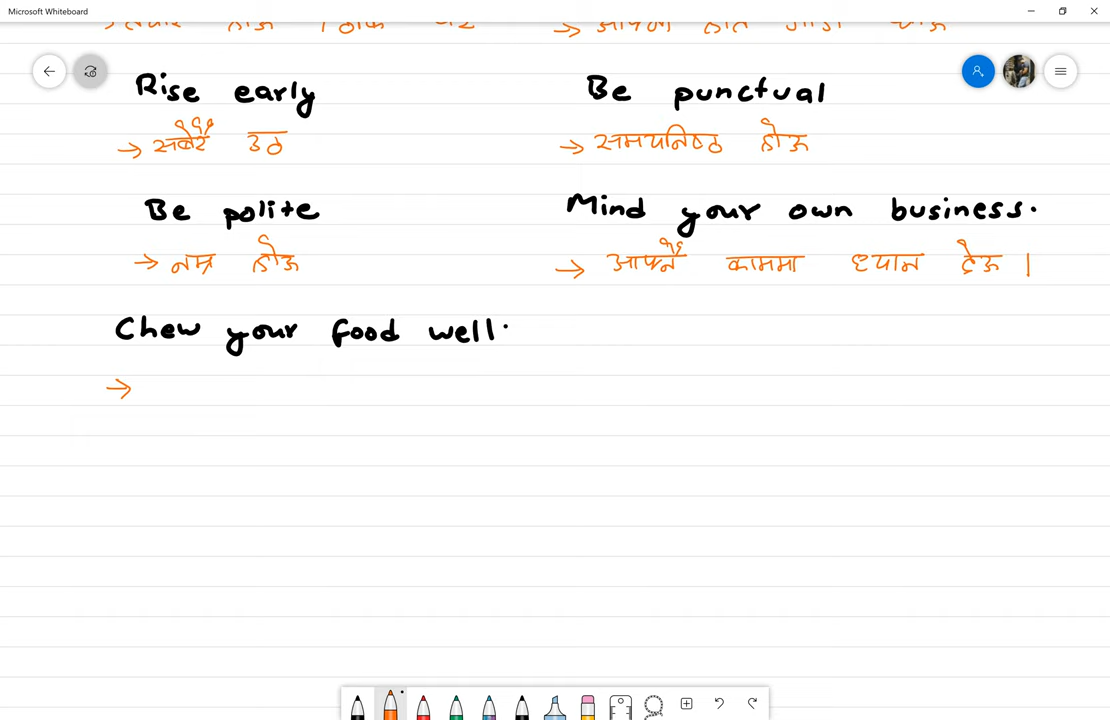 Microsoft Whiteboard
Rise early
Be punctual
→ सबेरै उठ
→ समयनिष्ठ होऊ
Be polite
Mind your own business.
→ नम्र होऊ
→ आफ्नै काममा ध्यान देऊ ।
Chew your food well.
→